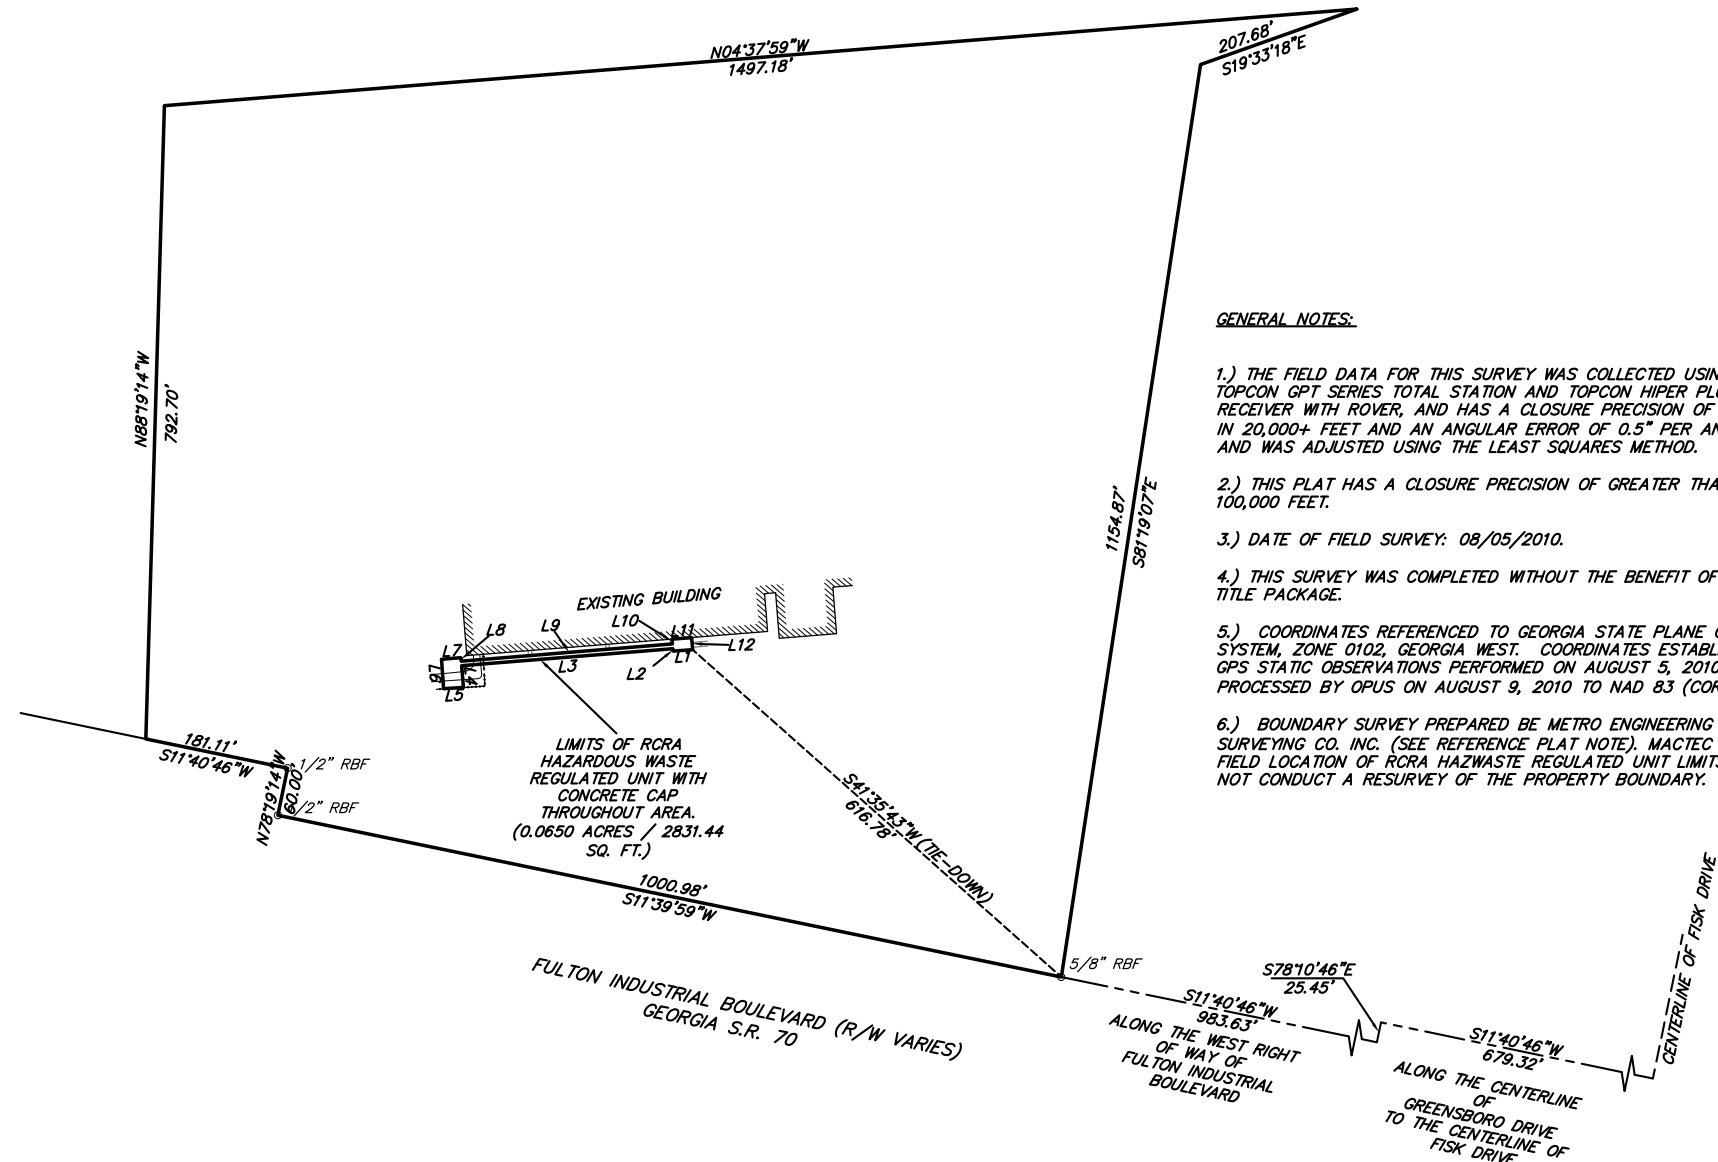 N04°37'59"W
1497.18'
207.68'
S19°33'18"E
N88°19'14"W
792.70'
1154.87'
S81°19'07"E
GENERAL NOTES:
1.) THE FIELD DATA FOR THIS SURVEY WAS COLLECTED USIN
TOPCON GPT SERIES TOTAL STATION AND TOPCON HIPER PLU
RECEIVER WITH ROVER, AND HAS A CLOSURE PRECISION OF
IN 20,000+ FEET AND AN ANGULAR ERROR OF 0.5" PER AN
AND WAS ADJUSTED USING THE LEAST SQUARES METHOD.
2.) THIS PLAT HAS A CLOSURE PRECISION OF GREATER THA
100,000 FEET.
3.) DATE OF FIELD SURVEY: 08/05/2010.
4.) THIS SURVEY WAS COMPLETED WITHOUT THE BENEFIT OF
TITLE PACKAGE.
5.) COORDINATES REFERENCED TO GEORGIA STATE PLANE
SYSTEM, ZONE 0102, GEORGIA WEST. COORDINATES ESTABL
GPS STATIC OBSERVATIONS PERFORMED ON AUGUST 5, 2010
PROCESSED BY OPUS ON AUGUST 9, 2010 TO NAD 83 (COR
6.) BOUNDARY SURVEY PREPARED BE METRO ENGINEERING
SURVEYING CO. INC. (SEE REFERENCE PLAT NOTE). MACTEC
FIELD LOCATION OF RCRA HAZWASTE REGULATED UNIT LIMITS
NOT CONDUCT A RESURVEY OF THE PROPERTY BOUNDARY.
EXISTING BUILDING
L10
L11
L9
L8
L7
L12
L1
L2
L3
L4
L6
L5
LIMITS OF RCRA
HAZARDOUS WASTE
REGULATED UNIT WITH
CONCRETE CAP
THROUGHOUT AREA.
(0.0650 ACRES / 2831.44
SQ. FT.)
181.11'
S11°40'46"W
1/2" RBF
N78°19'14"W
60.00'
/2" RBF
S41°35'43"W (TIE-DOWN)
616.78'
1000.98'
S11°39'59"W
5/8" RBF
FULTON INDUSTRIAL BOULEVARD (R/W VARIES)
GEORGIA S.R. 70
S11°40'46"W
983.63'
ALONG THE WEST RIGHT
OF WAY OF
FULTON INDUSTRIAL
BOULEVARD
S78°10'46"E
25.45'
S11°40'46"W
679.32'
ALONG THE CENTERLINE
OF
GREENSBORO DRIVE
TO THE CENTERLINE OF
FISK DRIVE
CENTERLINE OF FISK DRIVE